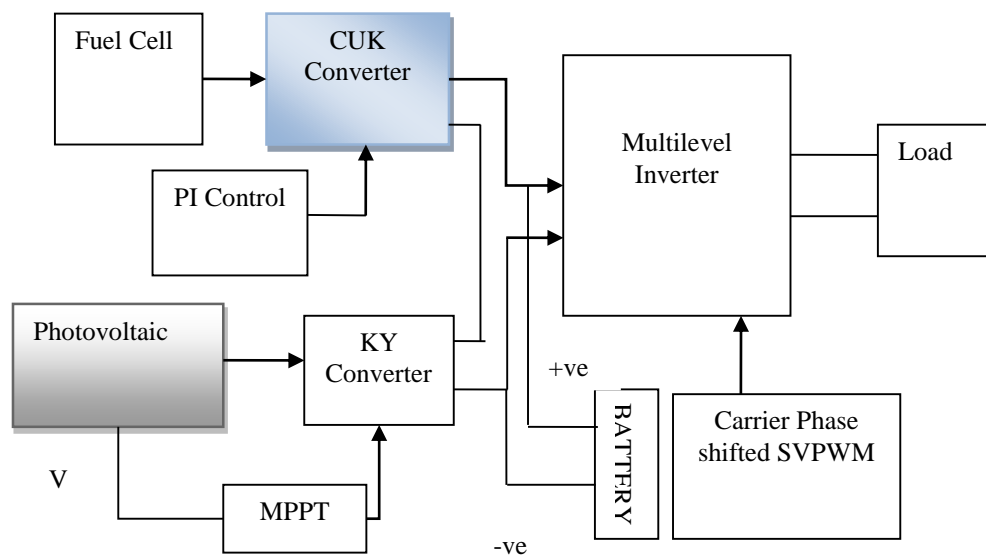 Fuel Cell
CUK
Converter
PI Control
Multilevel
Inverter
Load
Photovoltaic
KY
Converter
+ve
BATTERY
Carrier Phase
shifted SVPWM
V
MPPT
-ve